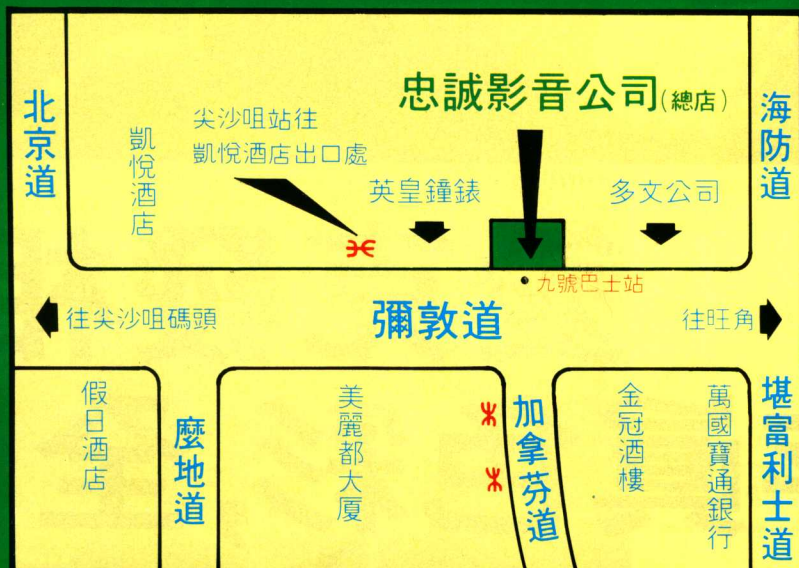 忠誠影音公司(總店)
北京道
凱悅酒店
尖沙咀站往
凱悅酒店出口處
英皇鐘錶
多文公司
海防道
九號巴士站
往尖沙咀碼頭
彌敦道
往旺角
假日酒店
麼地道
美麗都大厦
加拿芬道
金冠酒樓
萬國寶通銀行
堪富利士道